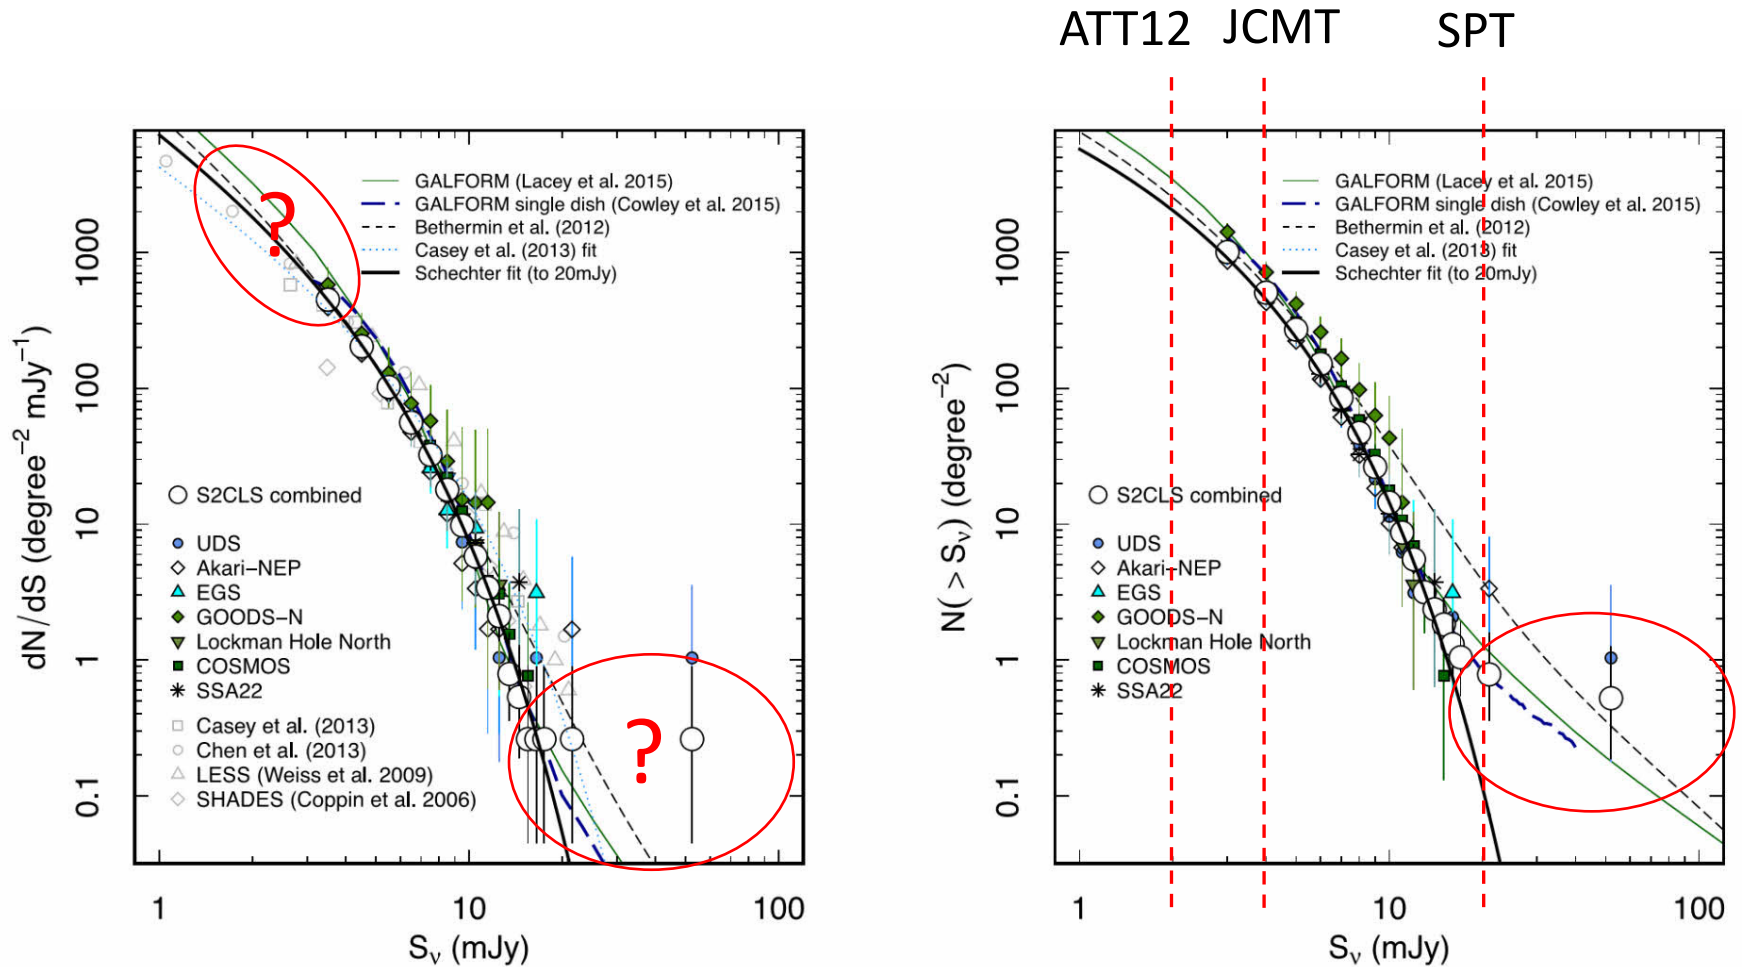 ATT12 JCMT SPT
GALFORM (Lacey et al. 2015)
GALFORM single dish (Cowley et al. 2015)
Bethermin et al. (2012)
Casey et al. (2013) fit
Schechter fit (to 20mJy)
?
S2CLS combined
UDS
Akari−NEP
EGS
GOODS−N
Lockman Hole North
COSMOS
SSA22
Casey et al. (2013)
Chen et al. (2013)
LESS (Weiss et al. 2009)
SHADES (Coppin et al. 2006)
?
dN/dS (degree⁻² mJy⁻¹)
1000
100
10
1
0.1
1 10 100
Sᵥ (mJy)
GALFORM (Lacey et al. 2015)
GALFORM single dish (Cowley et al. 2015)
Bethermin et al. (2012)
Casey et al. (2013) fit
Schechter fit (to 20mJy)
S2CLS combined
UDS
Akari−NEP
EGS
GOODS−N
Lockman Hole North
COSMOS
SSA22
N( > Sᵥ) (degree⁻²)
1000
100
10
1
0.1
1 10 100
Sᵥ (mJy)